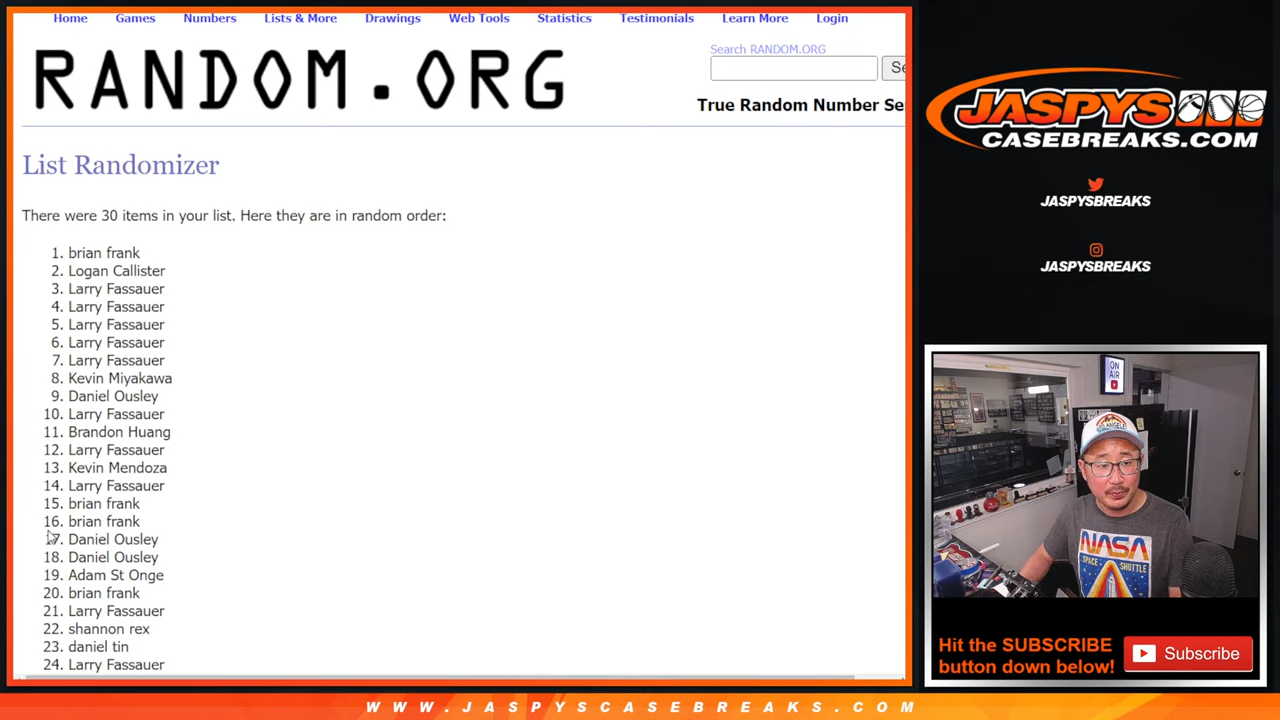 Home Games Numbers Lists & More Drawings Web Tools Statistics Testimonials Learn More Login
RANDOM.ORG
Search RANDOM.ORG
Se
True Random Number Se
List Randomizer
There were 30 items in your list. Here they are in random order:
1. brian frank
2. Logan Callister
3. Larry Fassauer
4. Larry Fassauer
5. Larry Fassauer
6. Larry Fassauer
7. Larry Fassauer
8. Kevin Miyakawa
9. Daniel Ousley
10. Larry Fassauer
11. Brandon Huang
12. Larry Fassauer
13. Kevin Mendoza
14. Larry Fassauer
15. brian frank
16. brian frank
17. Daniel Ousley
18. Daniel Ousley
19. Adam St Onge
20. brian frank
21. Larry Fassauer
22. shannon rex
23. daniel tin
24. Larry Fassauer
JASPYS
CASEBREAKS.COM
JASPYSBREAKS
JASPYSBREAKS
ON
AIR
NASA
SPACE SHUTTLE
Hit the SUBSCRIBE
button down below!
Subscribe
WWW.JASPYSCASEBREAKS.COM